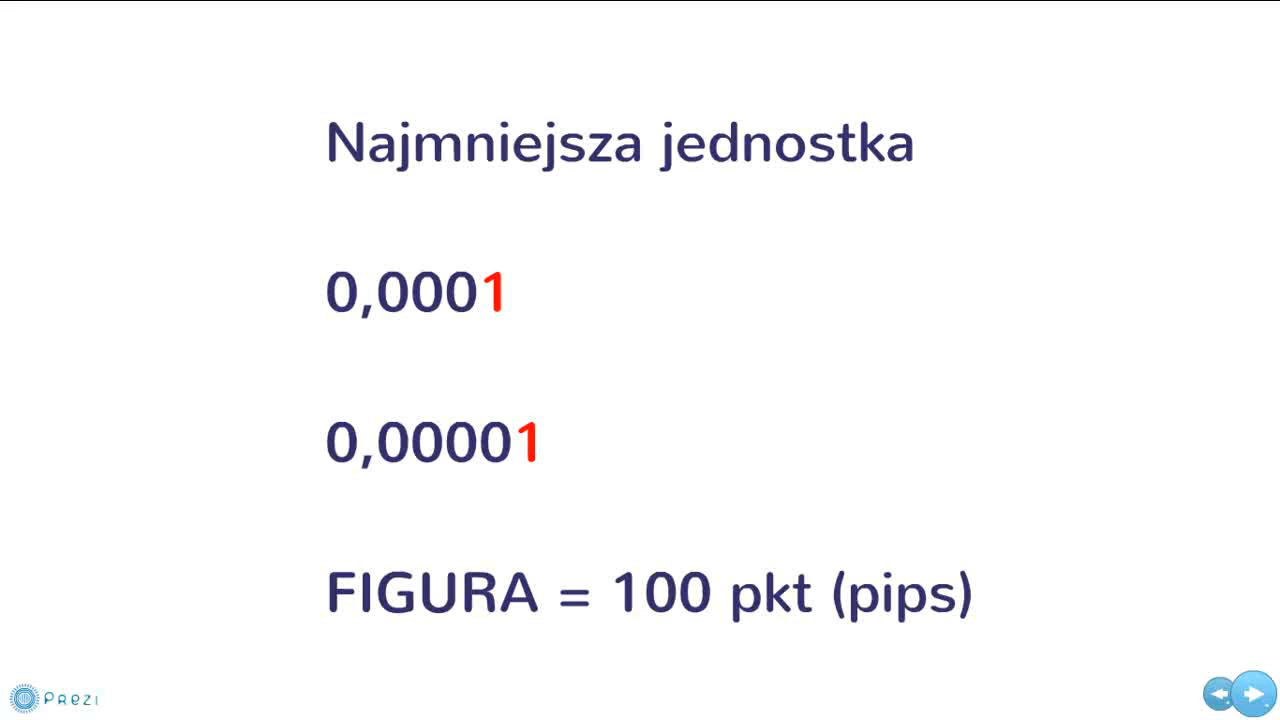 Najmniejsza jednostka
0,0001
0,00001
FIGURA = 100 pkt (pips)
PREZI